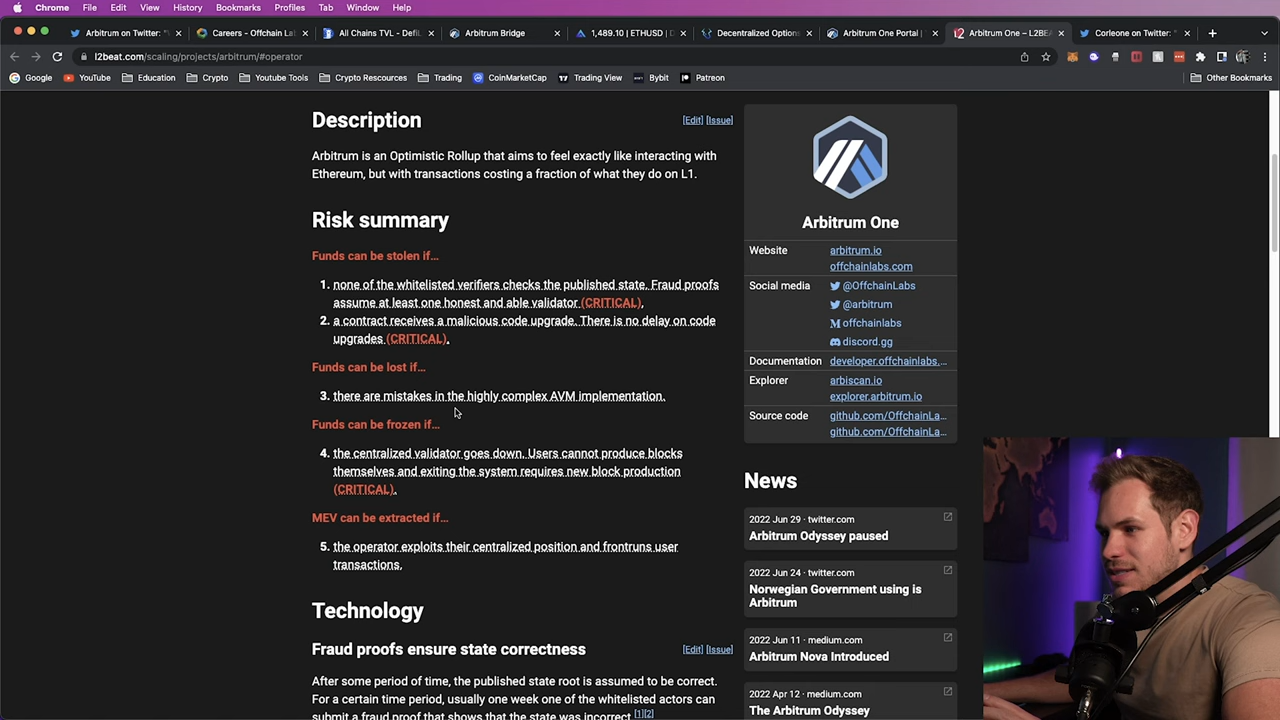 Chrome File Edit View History Bookmarks Profiles Tab Window Help
Arbitrum on Twitter: " Careers – Offchain La All Chains TVL - DefiL Arbitrum Bridge 1,489.10 | ETHUSD | D Decentralized Options Arbitrum One Portal | Arbitrum One – L2BE Corleone on Twitter: "
l2beat.com/scaling/projects/arbitrum/#operator
Google YouTube Education Crypto Youtube Tools Crypto Rescources Trading CoinMarketCap Trading View Bybit Patreon Other Bookmarks
Description
[Edit] [Issue]
Arbitrum is an Optimistic Rollup that aims to feel exactly like interacting with
Ethereum, but with transactions costing a fraction of what they do on L1.
Risk summary
Funds can be stolen if…
1. none of the whitelisted verifiers checks the published state. Fraud proofs
assume at least one honest and able validator (CRITICAL).
2. a contract receives a malicious code upgrade. There is no delay on code
upgrades (CRITICAL).
Funds can be lost if…
3. there are mistakes in the highly complex AVM implementation.
Funds can be frozen if…
4. the centralized validator goes down. Users cannot produce blocks
themselves and exiting the system requires new block production
(CRITICAL).
MEV can be extracted if…
5. the operator exploits their centralized position and frontruns user
transactions.
Technology
Fraud proofs ensure state correctness
[Edit] [Issue]
After some period of time, the published state root is assumed to be correct.
For a certain time period, usually one week one of the whitelisted actors can
submit a fraud proof that shows that the state was incorrect.[1][2]
Arbitrum One
Website arbitrum.io
offchainlabs.com
Social media @OffchainLabs
@arbitrum
offchainlabs
discord.gg
Documentation developer.offchainlabs.…
Explorer arbiscan.io
explorer.arbitrum.io
Source code github.com/OffchainLa…
github.com/OffchainLa…
News
2022 Jun 29 · twitter.com
Arbitrum Odyssey paused
2022 Jun 24 · twitter.com
Norwegian Government using is
Arbitrum
2022 Jun 11 · medium.com
Arbitrum Nova Introduced
2022 Apr 12 · medium.com
The Arbitrum Odyssey